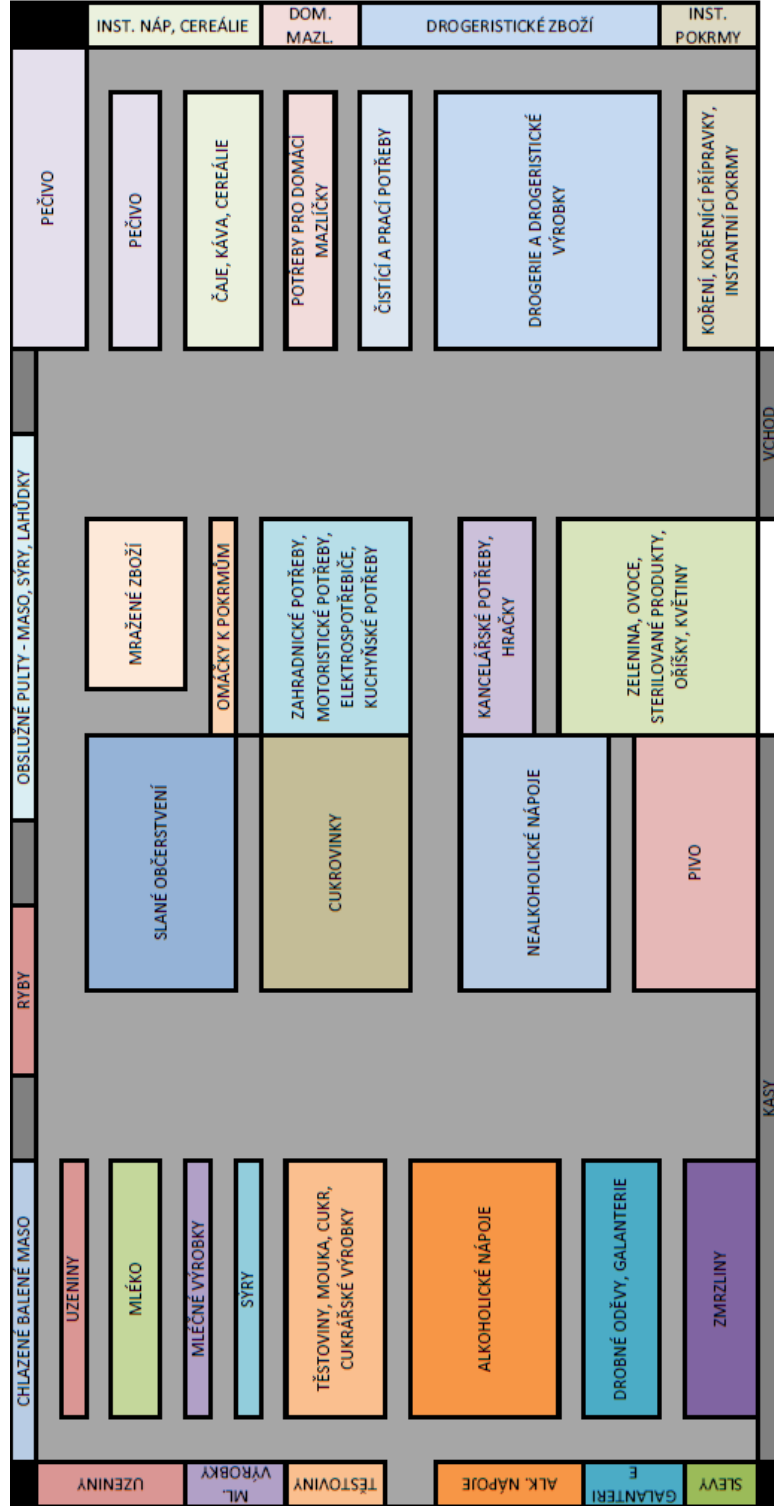 INST. NÁP, CEREÁLIE
DOM.
MAZL.
DROGERISTICKÉ ZBOŽÍ
INST.
POKRMY
PEČIVO
PEČIVO
ČAJE, KÁVA, CEREÁLIE
POTŘEBY PRO DOMÁCÍ
MAZLÍČKY
ČISTÍCÍ A PRACÍ POTŘEBY
DROGERIE A DROGERISTICKÉ
VÝROBKY
KOŘENÍ, KOŘENÍCÍ PŘÍPRAVKY,
INSTANTNÍ POKRMY
VCHOD
OBSLUŽNÉ PULTY - MASO, SÝRY, LAHŮDKY
MRAŽENÉ ZBOŽÍ
OMÁČKY K POKRMŮM
ZAHRADNICKÉ POTŘEBY,
MOTORISTICKÉ POTŘEBY,
ELEKTROSPOTŘEBIČE,
KUCHYŇSKÉ POTŘEBY
KANCELÁŘSKÉ POTŘEBY,
HRAČKY
ZELENINA, OVOCE,
STERILOVANÉ PRODUKTY,
OŘÍŠKY, KVĚTINY
RYBY
SLANÉ OBČERSTVENÍ
CUKROVINKY
NEALKOHOLICKÉ NÁPOJE
PIVO
KASY
CHLAZENÉ BALENÉ MASO
UZENINY
MLÉKO
MLÉČNÉ VÝROBKY
SÝRY
TĚSTOVINY, MOUKA, CUKR,
CUKRÁŘSKÉ VÝROBKY
ALKOHOLICKÉ NÁPOJE
DROBNÉ ODĚVY, GALANTERIE
ZMRZLINY
UZENINY
ML.
VÝROBKY
TĚSTOVINY
ALK. NÁPOJE
GALANTERI
E
SLEVY